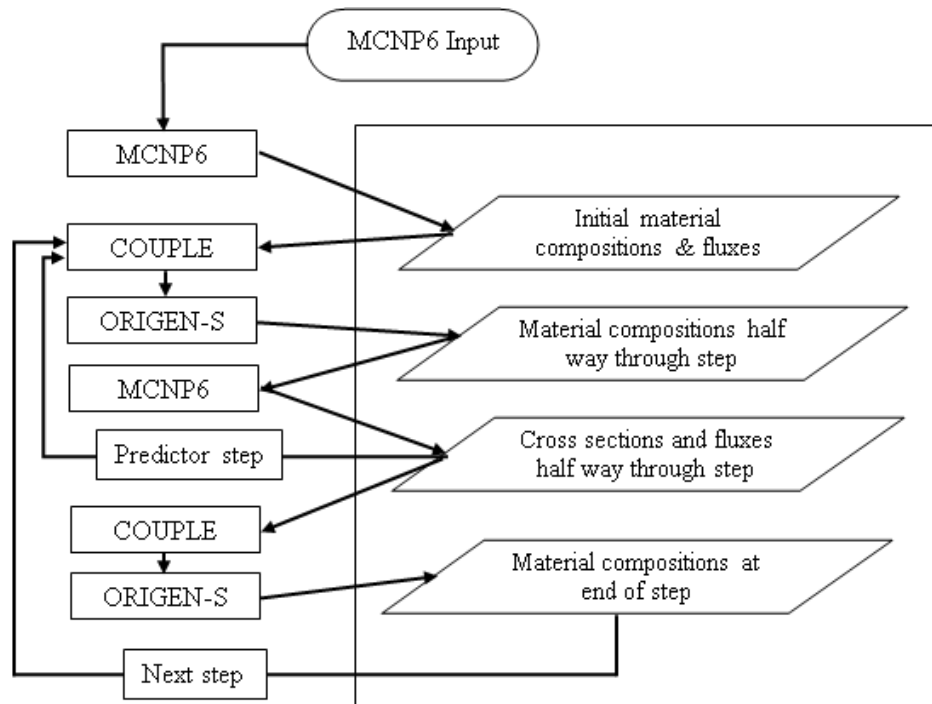 MCNP6 Input
MCNP6
Initial material
compositions & fluxes
COUPLE
ORIGEN-S
Material compositions half
way through step
MCNP6
Cross sections and fluxes
half way through step
Predictor step
COUPLE
Material compositions at
end of step
ORIGEN-S
Next step